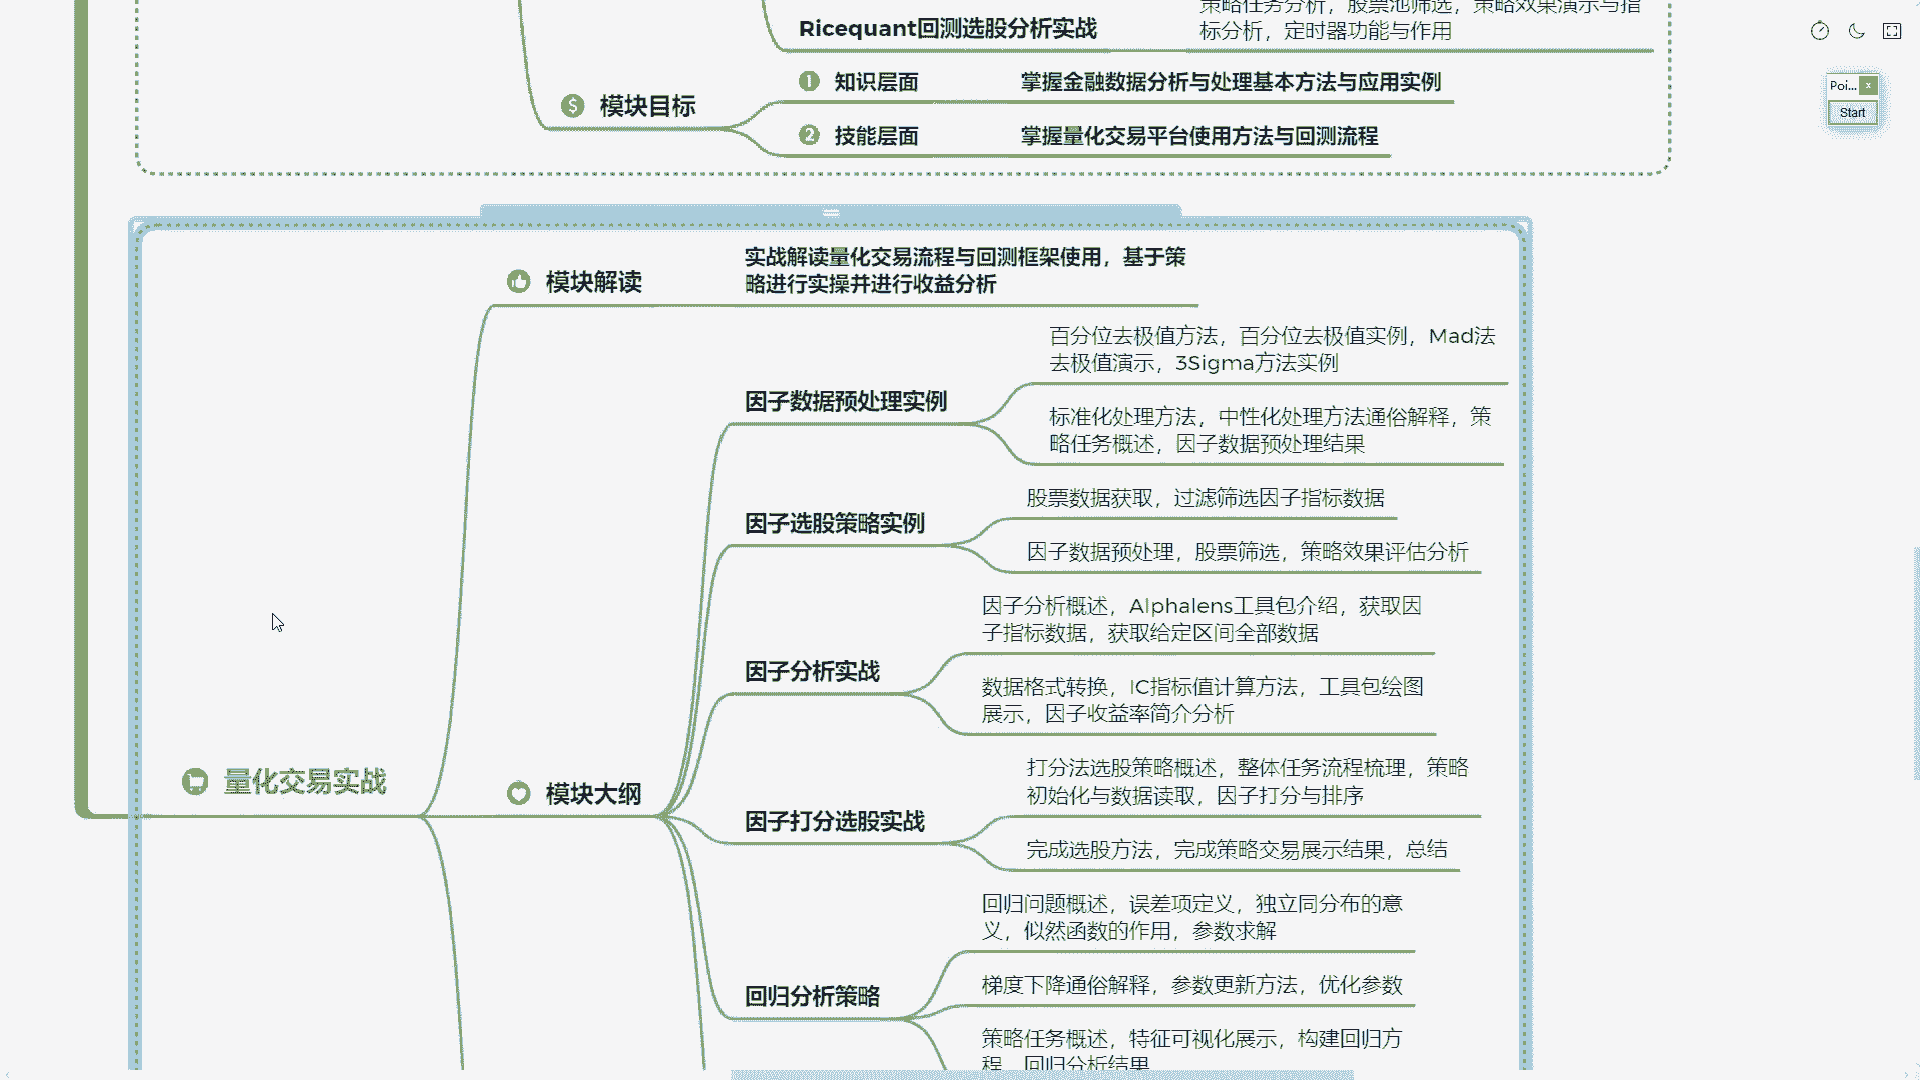 策略任务分析，股票池筛选，策略效果演示与指
Ricequant回测选股分析实战
标分析，定时器功能与作用
知识层面
掌握金融数据分析与处理基本方法与应用实例
模块目标
技能层面
掌握量化交易平台使用方法与回测流程
Poi...
x
Start
实战解读量化交易流程与回测框架使用，基于策
模块解读
略进行实操并进行收益分析
百分位去极值方法，百分位去极值实例，Mad法
去极值演示，3Sigma方法实例
因子数据预处理实例
标准化处理方法，中性化处理方法通俗解释，策
略任务概述，因子数据预处理结果
股票数据获取，过滤筛选因子指标数据
因子选股策略实例
因子数据预处理，股票筛选，策略效果评估分析
因子分析概述，Alphalens工具包介绍，获取因
子指标数据，获取给定区间全部数据
因子分析实战
数据格式转换，IC指标值计算方法，工具包绘图
展示，因子收益率简介分析
量化交易实战
模块大纲
打分法选股策略概述，整体任务流程梳理，策略
初始化与数据读取，因子打分与排序
因子打分选股实战
完成选股方法，完成策略交易展示结果，总结
回归问题概述，误差项定义，独立同分布的意
义，似然函数的作用，参数求解
梯度下降通俗解释，参数更新方法，优化参数
回归分析策略
策略任务概述，特征可视化展示，构建回归方
程，回归分析结果